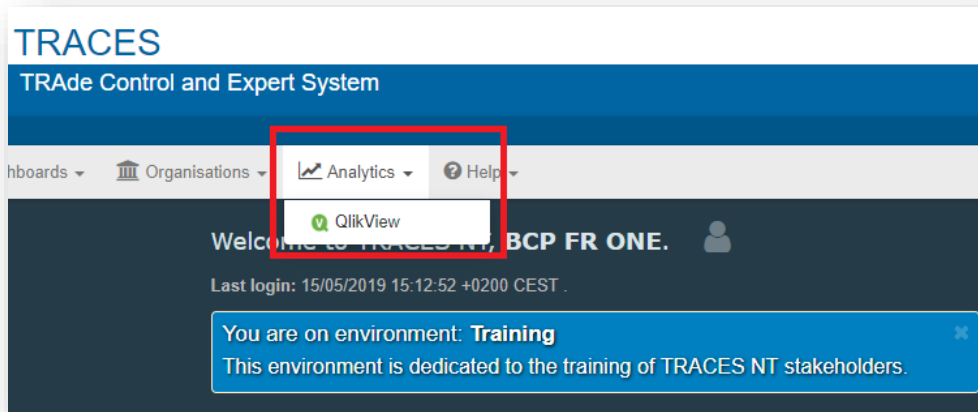 TRACES
TRAde Control and Expert System
hboards Organisations Analytics Help
QlikView
Welcome to TRACES NT, BCP FR ONE.
Last login: 15/05/2019 15:12:52 +0200 CEST .
You are on environment: Training
This environment is dedicated to the training of TRACES NT stakeholders.